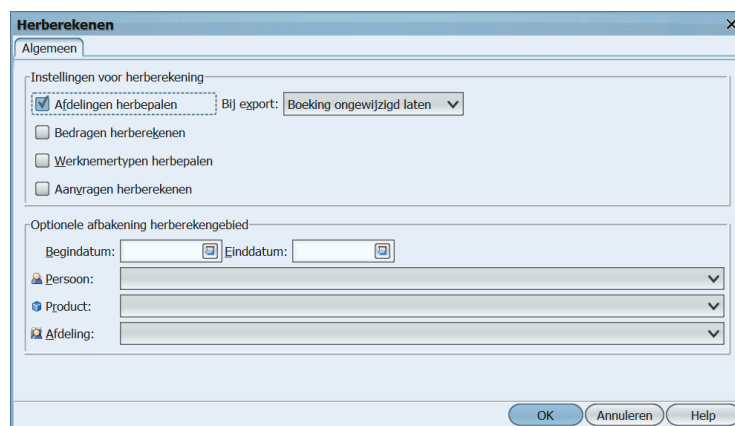 Herberekenen
Algemeen
Instellingen voor herberekening
Afdelingen herbepalen Bij export: Boeking ongewijzigd laten
Bedragen herberekenen
Werknemertypen herbepalen
Aanvragen herberekenen
Optionele afbakening herberekengebied
Begindatum: Einddatum:
Persoon:
Product:
Afdeling:
OK Annuleren Help